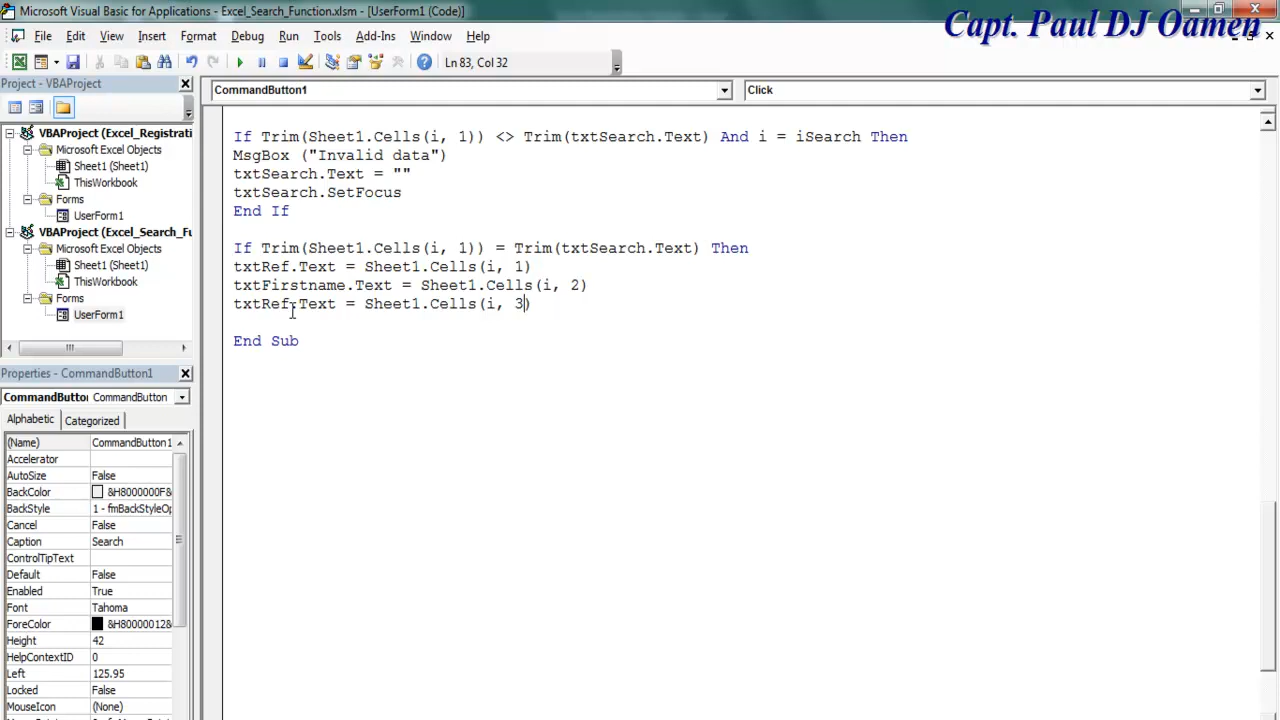 Microsoft Visual Basic for Applications - Excel_Search_Function.xlsm - [UserForm1 (Code)]
Capt. Paul DJ Oamen
File Edit View Insert Format Debug Run Tools Add-Ins Window Help
Ln 83, Col 32
Project - VBAProject
CommandButton1
Click
VBAProject (Excel_Registrati
Microsoft Excel Objects
Sheet1 (Sheet1)
ThisWorkbook
Forms
UserForm1
VBAProject (Excel_Search_Fu
Microsoft Excel Objects
Sheet1 (Sheet1)
ThisWorkbook
Forms
UserForm1
If Trim(Sheet1.Cells(i, 1)) <> Trim(txtSearch.Text) And i = iSearch Then
MsgBox ("Invalid data")
txtSearch.Text = ""
txtSearch.SetFocus
End If
If Trim(Sheet1.Cells(i, 1)) = Trim(txtSearch.Text) Then
txtRef.Text = Sheet1.Cells(i, 1)
txtFirstname.Text = Sheet1.Cells(i, 2)
txtRef.Text = Sheet1.Cells(i, 3)
End Sub
Properties - CommandButton1
CommandButto CommandButton
Alphabetic Categorized
(Name) CommandButton1
Accelerator
AutoSize False
BackColor &H8000000F&
BackStyle 1 - fmBackStyleOp
Cancel False
Caption Search
ControlTipText
Default False
Enabled True
Font Tahoma
ForeColor &H80000012&
Height 42
HelpContextID 0
Left 125.95
Locked False
MouseIcon (None)